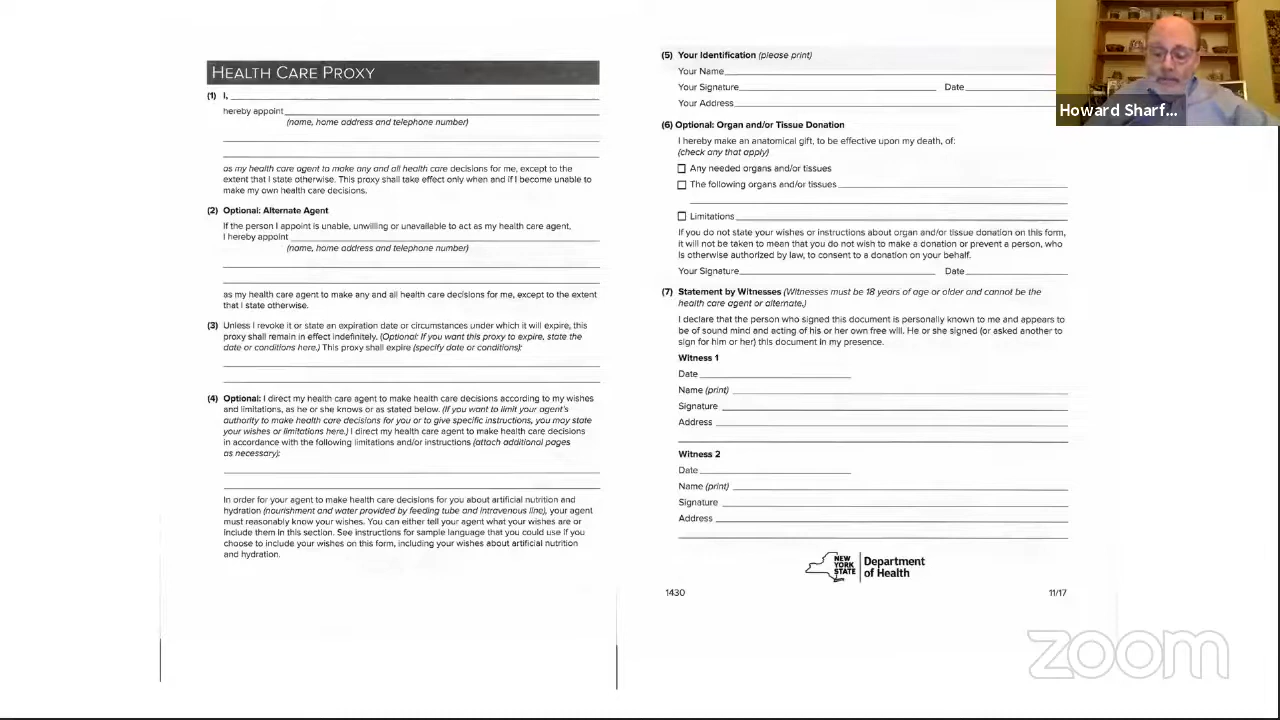 HEALTH CARE PROXY
(1) I,
hereby appoint
(name, home address and telephone number)
as my health care agent to make any and all health care decisions for me, except to the
extent that I state otherwise. This proxy shall take effect only when and if I become unable to
make my own health care decisions.
(2) Optional: Alternate Agent
If the person I appoint is unable, unwilling or unavailable to act as my health care agent,
I hereby appoint
(name, home address and telephone number)
as my health care agent to make any and all health care decisions for me, except to the extent
that I state otherwise.
(3) Unless I revoke it or state an expiration date or circumstances under which it will expire, this
proxy shall remain in effect indefinitely. (Optional: If you want this proxy to expire, state the
date or conditions here.) This proxy shall expire (specify date or conditions):
(4) Optional: I direct my health care agent to make health care decisions according to my wishes
and limitations, as he or she knows or as stated below. (If you want to limit your agent's
authority to make health care decisions for you or to give specific instructions, you may state
your wishes or limitations here.) I direct my health care agent to make health care decisions
in accordance with the following limitations and/or instructions (attach additional pages
as necessary):
In order for your agent to make health care decisions for you about artificial nutrition and
hydration (nourishment and water provided by feeding tube and intravenous line), your agent
must reasonably know your wishes. You can either tell your agent what your wishes are or
include them in this section. See instructions for sample language that you could use if you
choose to include your wishes on this form, including your wishes about artificial nutrition
and hydration.
(5) Your Identification (please print)
Your Name
Your Signature Date
Your Address
(6) Optional: Organ and/or Tissue Donation
I hereby make an anatomical gift, to be effective upon my death, of:
(check any that apply)
Any needed organs and/or tissues
The following organs and/or tissues
Limitations
If you do not state your wishes or instructions about organ and/or tissue donation on this form,
it will not be taken to mean that you do not wish to make a donation or prevent a person, who
is otherwise authorized by law, to consent to a donation on your behalf.
Your Signature Date
(7) Statement by Witnesses (Witnesses must be 18 years of age or older and cannot be the
health care agent or alternate.)
I declare that the person who signed this document is personally known to me and appears to
be of sound mind and acting of his or her own free will. He or she signed (or asked another to
sign for him or her) this document in my presence.
Witness 1
Date
Name (print)
Signature
Address
Witness 2
Date
Name (print)
Signature
Address
NEW YORK STATE
Department of Health
1430 11/17
Howard Sharf...
zoom